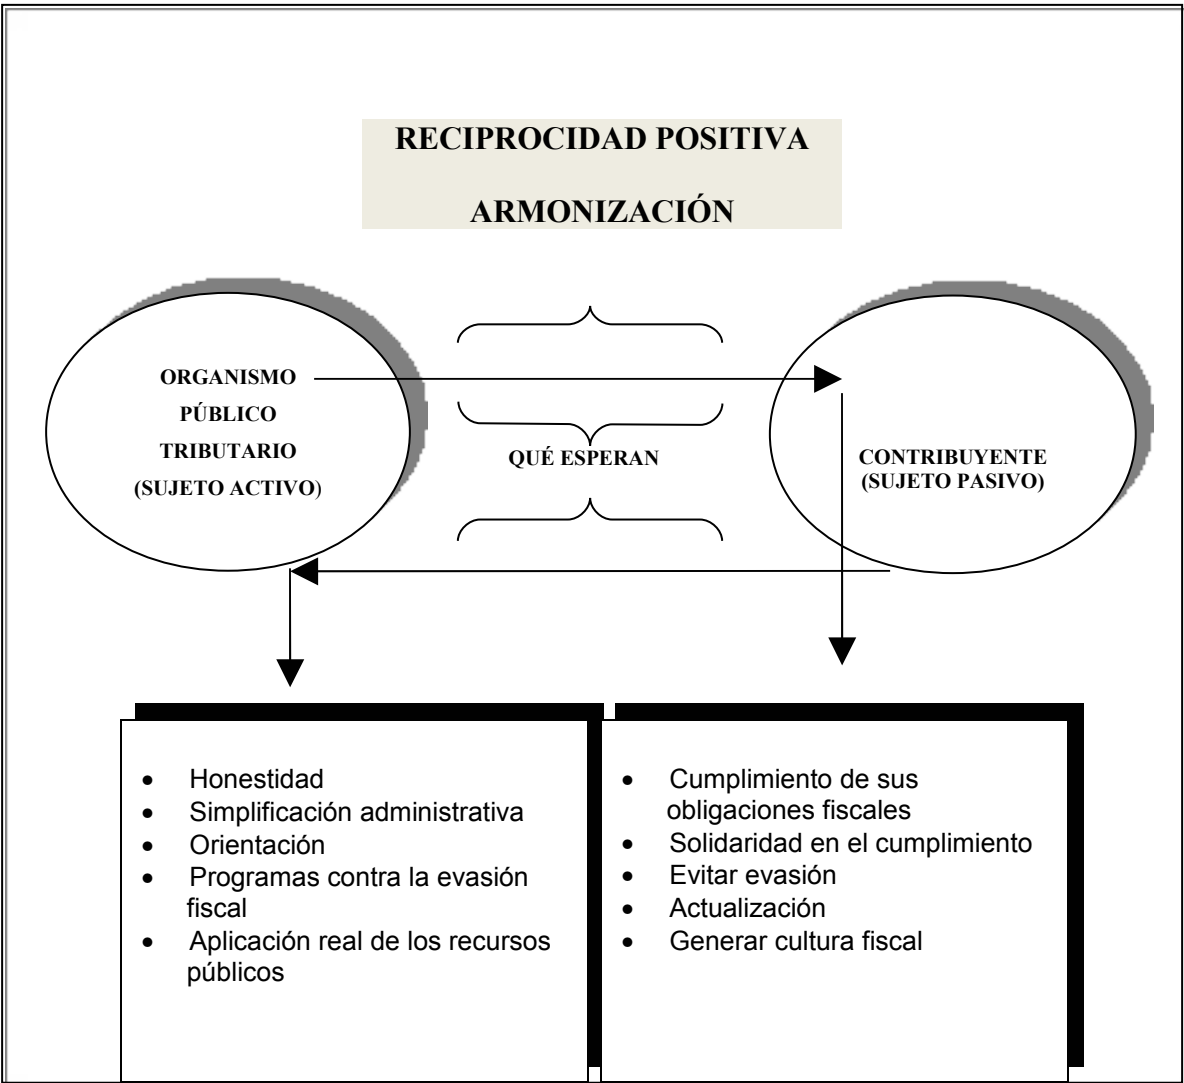 RECIPROCIDAD POSITIVA
ARMONIZACIÓN
ORGANISMO
PÚBLICO
TRIBUTARIO
(SUJETO ACTIVO)
QUÉ ESPERAN
CONTRIBUYENTE
(SUJETO PASIVO)
• Honestidad
• Simplificación administrativa
• Orientación
• Programas contra la evasión
fiscal
• Aplicación real de los recursos
públicos
• Cumplimiento de sus
obligaciones fiscales
• Solidaridad en el cumplimiento
• Evitar evasión
• Actualización
• Generar cultura fiscal